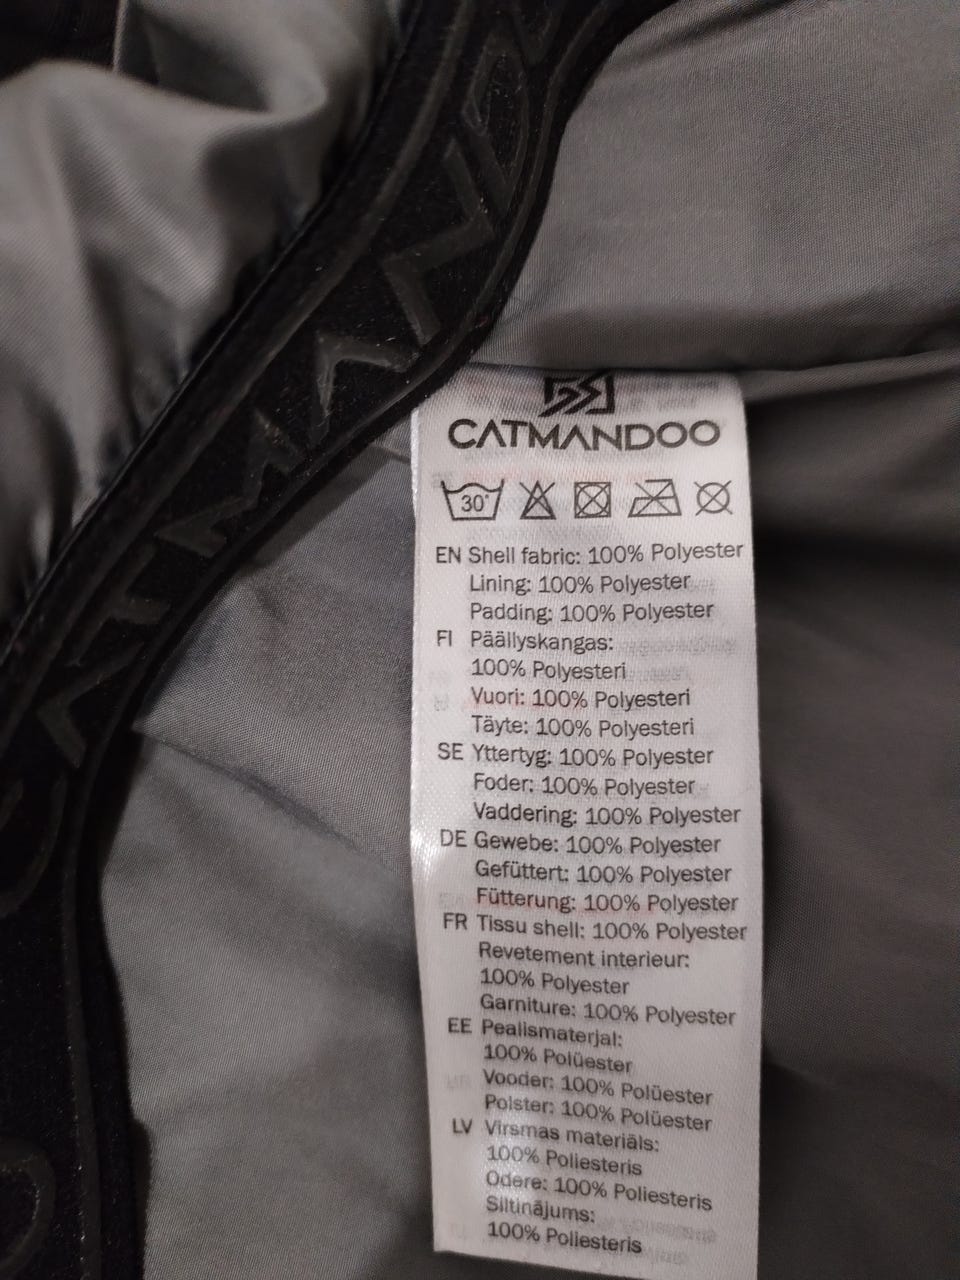 CATMANDOO
CATMANDOO
30°
EN Shell fabric: 100% Polyester
Lining: 100% Polyester
Padding: 100% Polyester
FI Päällyskangas:
100% Polyesteri
Vuori: 100% Polyesteri
Täyte: 100% Polyesteri
SE Yttertyg: 100% Polyester
Foder: 100% Polyester
Vaddering: 100% Polyester
DE Gewebe: 100% Polyester
Gefüttert: 100% Polyester
Fütterung: 100% Polyester
FR Tissu shell: 100% Polyester
Revetement interieur:
100% Polyester
Garniture: 100% Polyester
EE Pealismaterjal:
100% Polüester
Vooder: 100% Polüester
Polster: 100% Polüester
LV Virsmas materiāls:
100% Poliesteris
Odere: 100% Poliesteris
Siltinājums:
100% Poliesteris